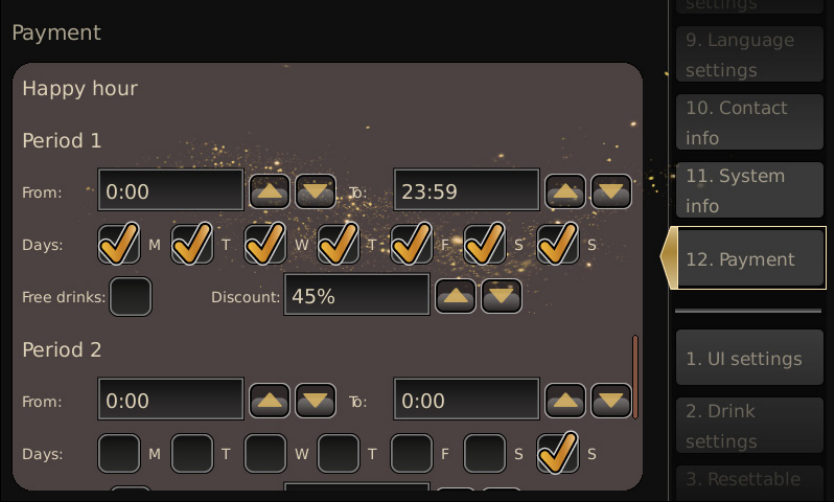 Payment
Happy hour
Period 1
From: 0:00 To: 23:59
Days: M T W T F S S
Free drinks: Discount: 45%
Period 2
From: 0:00 To: 0:00
Days: M T W T F S S
settings
9. Language
settings
10. Contact
info
11. System
info
12. Payment
1. UI settings
2. Drink
settings
3. Resettable